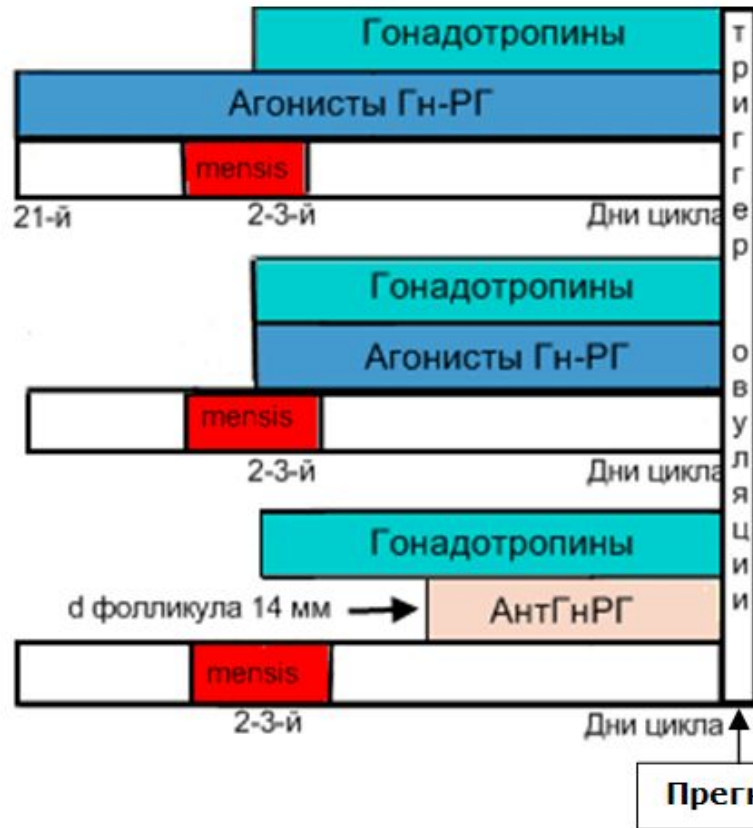 Гонадотропины
Агонисты Гн-РГ
mensis
21-й 2-3-й Дни цикла
Гонадотропины
Агонисты Гн-РГ
mensis
2-3-й Дни цикла
Гонадотропины
d фолликула 14 мм АнтГнРГ
mensis
2-3-й Дни цикла
триггер овуляции